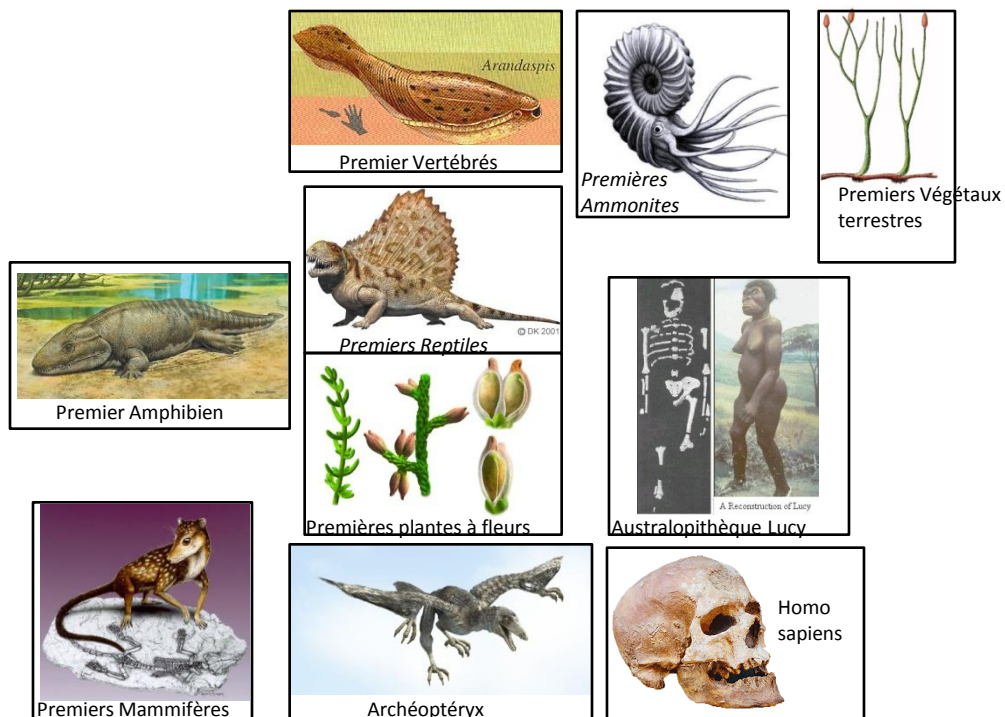 Arandaspis
Premier Vertébrés
Premières
Ammonites
Premiers Végétaux
terrestres
© DK 2001
Premiers Reptiles
Premier Amphibien
Premières plantes à fleurs
A Reconstruction of Lucy
Australopithèque Lucy
Premiers Mammifères
Archéoptéryx
Homo
sapiens